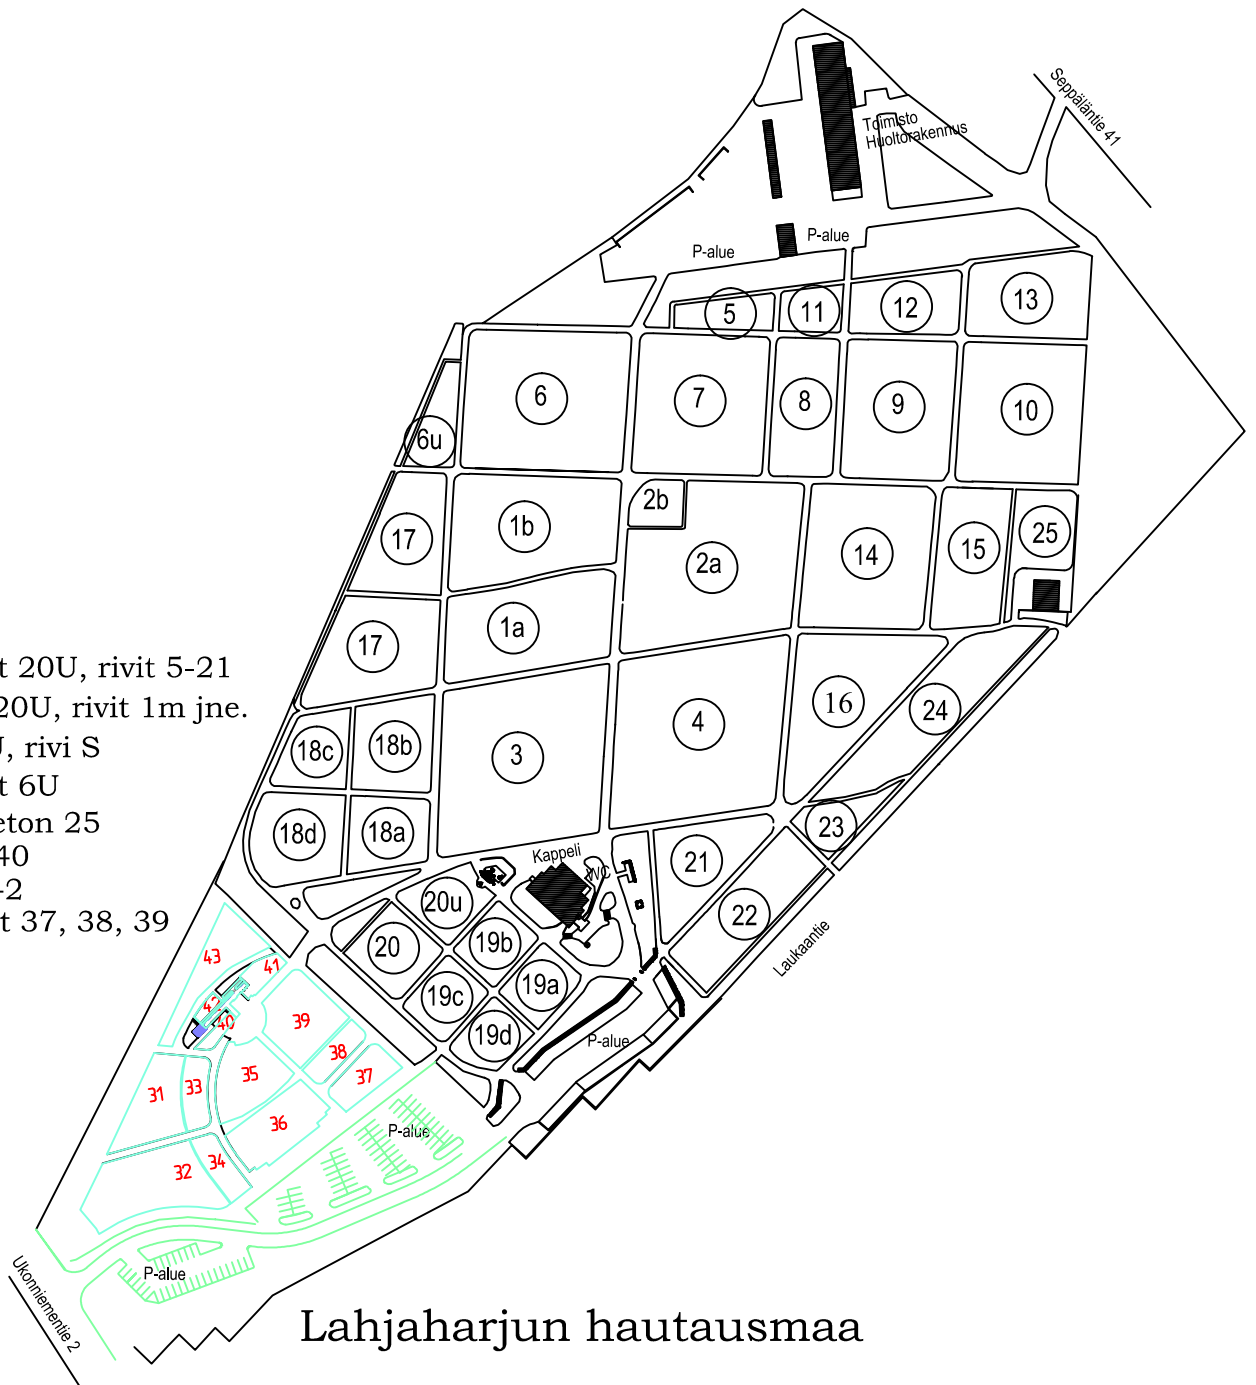 Seppäläntie 41
Toimisto
Huoltorakennus
P-alue
P-alue
5
11
12
13
6
7
8
9
10
6u
2b
17
1b
2a
14
15
25
17
1a
t 20U, rivit 5-21
20U, rivit 1m jne.
, rivi S
t 6U
eton 25
40
-2
t 37, 38, 39
16
24
4
3
18c
18b
18d
18a
23
Kappeli
WC
21
20u
22
20
19b
19a
19c
19d
Laukaantie
43
41
42
40
39
38
37
P-alue
35
33
31
36
34
32
P-alue
P-alue
Ukonniementie 2
Lahjaharjun hautausmaa